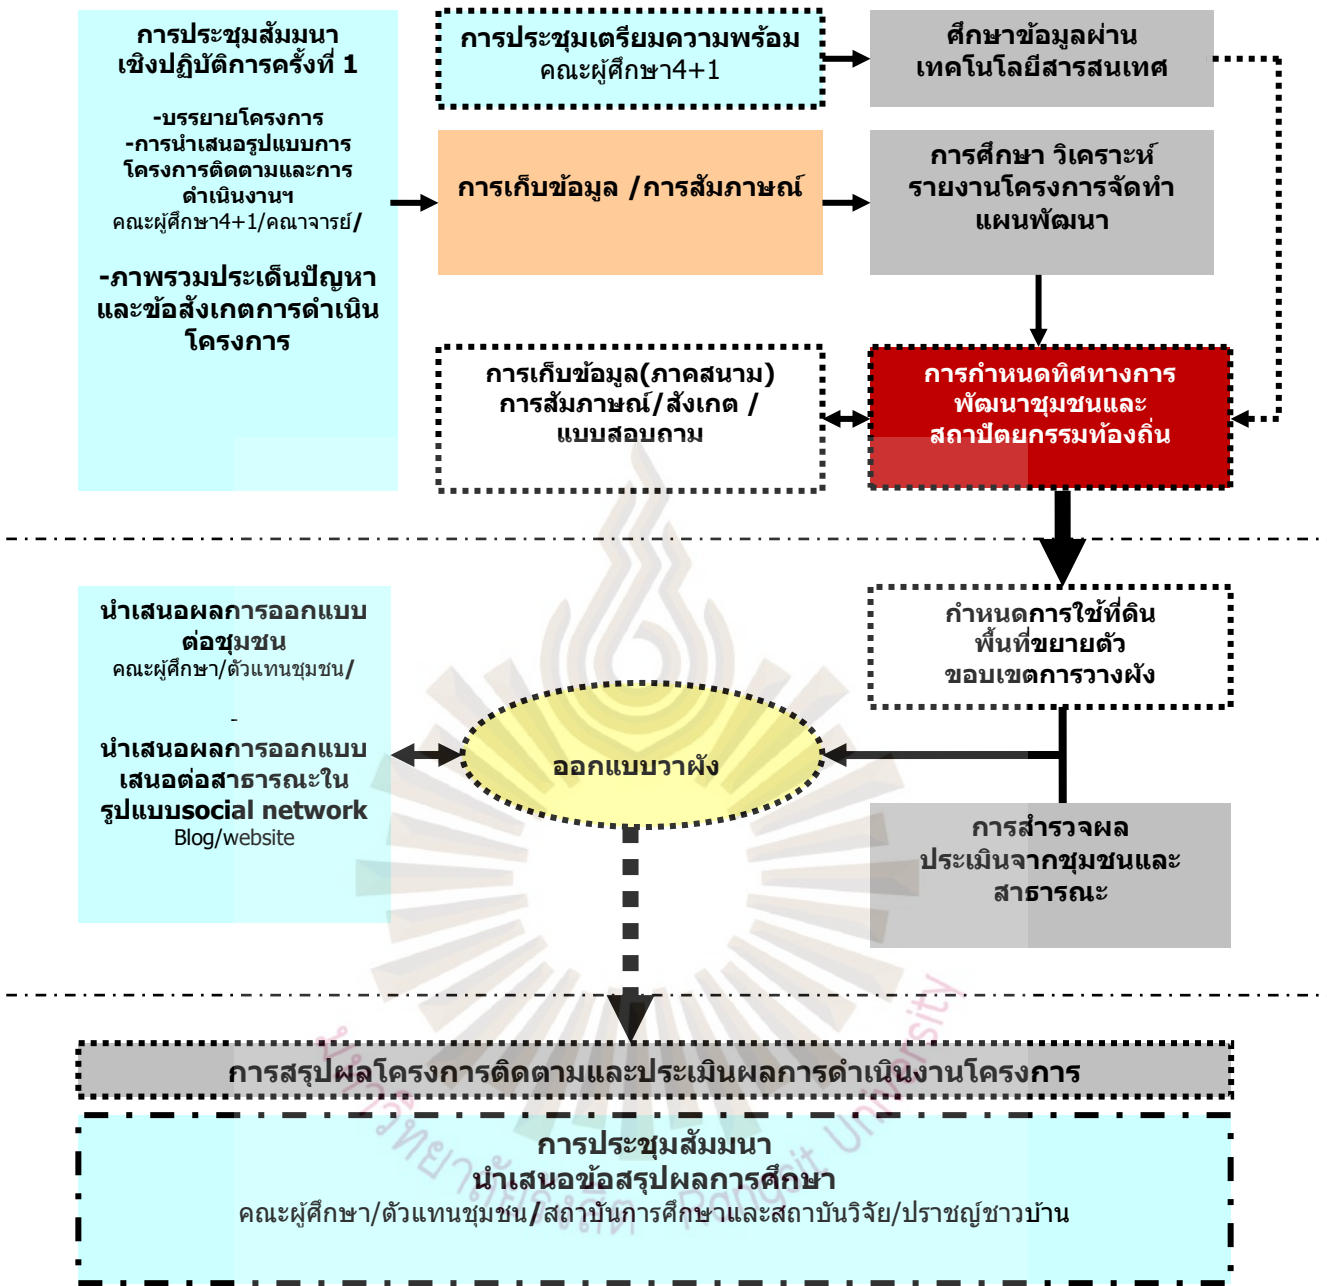 การประชุมสัมมนา
เชิงปฏิบัติการครั้งที่ 1
-บรรยายโครงการ
-การนำเสนอรูปแบบการ
โครงการติดตามและการ
ดำเนินงานฯ
คณะผู้ศึกษา4+1/คณาจารย์/
-ภาพรวมประเด็นปัญหา
และข้อสังเกตการดำเนิน
โครงการ
การประชุมเตรียมความพร้อม
คณะผู้ศึกษา4+1
ศึกษาข้อมูลผ่าน
เทคโนโลยีสารสนเทศ
การเก็บข้อมูล /การสัมภาษณ์
การศึกษา วิเคราะห์
รายงานโครงการจัดทำ
แผนพัฒนา
การเก็บข้อมูล(ภาคสนาม)
การสัมภาษณ์/สังเกต /
แบบสอบถาม
การกำหนดทิศทางการ
พัฒนาชุมชนและ
สถาปัตยกรรมท้องถิ่น
นำเสนอผลการออกแบบ
ต่อชุมชน
คณะผู้ศึกษา/ตัวแทนชุมชน/
-
นำเสนอผลการออกแบบ
เสนอต่อสาธารณะใน
รูปแบบsocial network
Blog/website
ออกแบบวาผัง
กำหนดการใช้ที่ดิน
พื้นที่ขยายตัว
ขอบเขตการวางผัง
การสำรวจผล
ประเมินจากชุมชนและ
สาธารณะ
การสรุปผลโครงการติดตามและประเมินผลการดำเนินงานโครงการ
การประชุมสัมมนา
นำเสนอข้อสรุปผลการศึกษา
คณะผู้ศึกษา/ตัวแทนชุมชน/สถาบันการศึกษาและสถาบันวิจัย/ปราชญ์ชาวบ้าน
มหาวิทยาลัยรังสิต Rangsit University